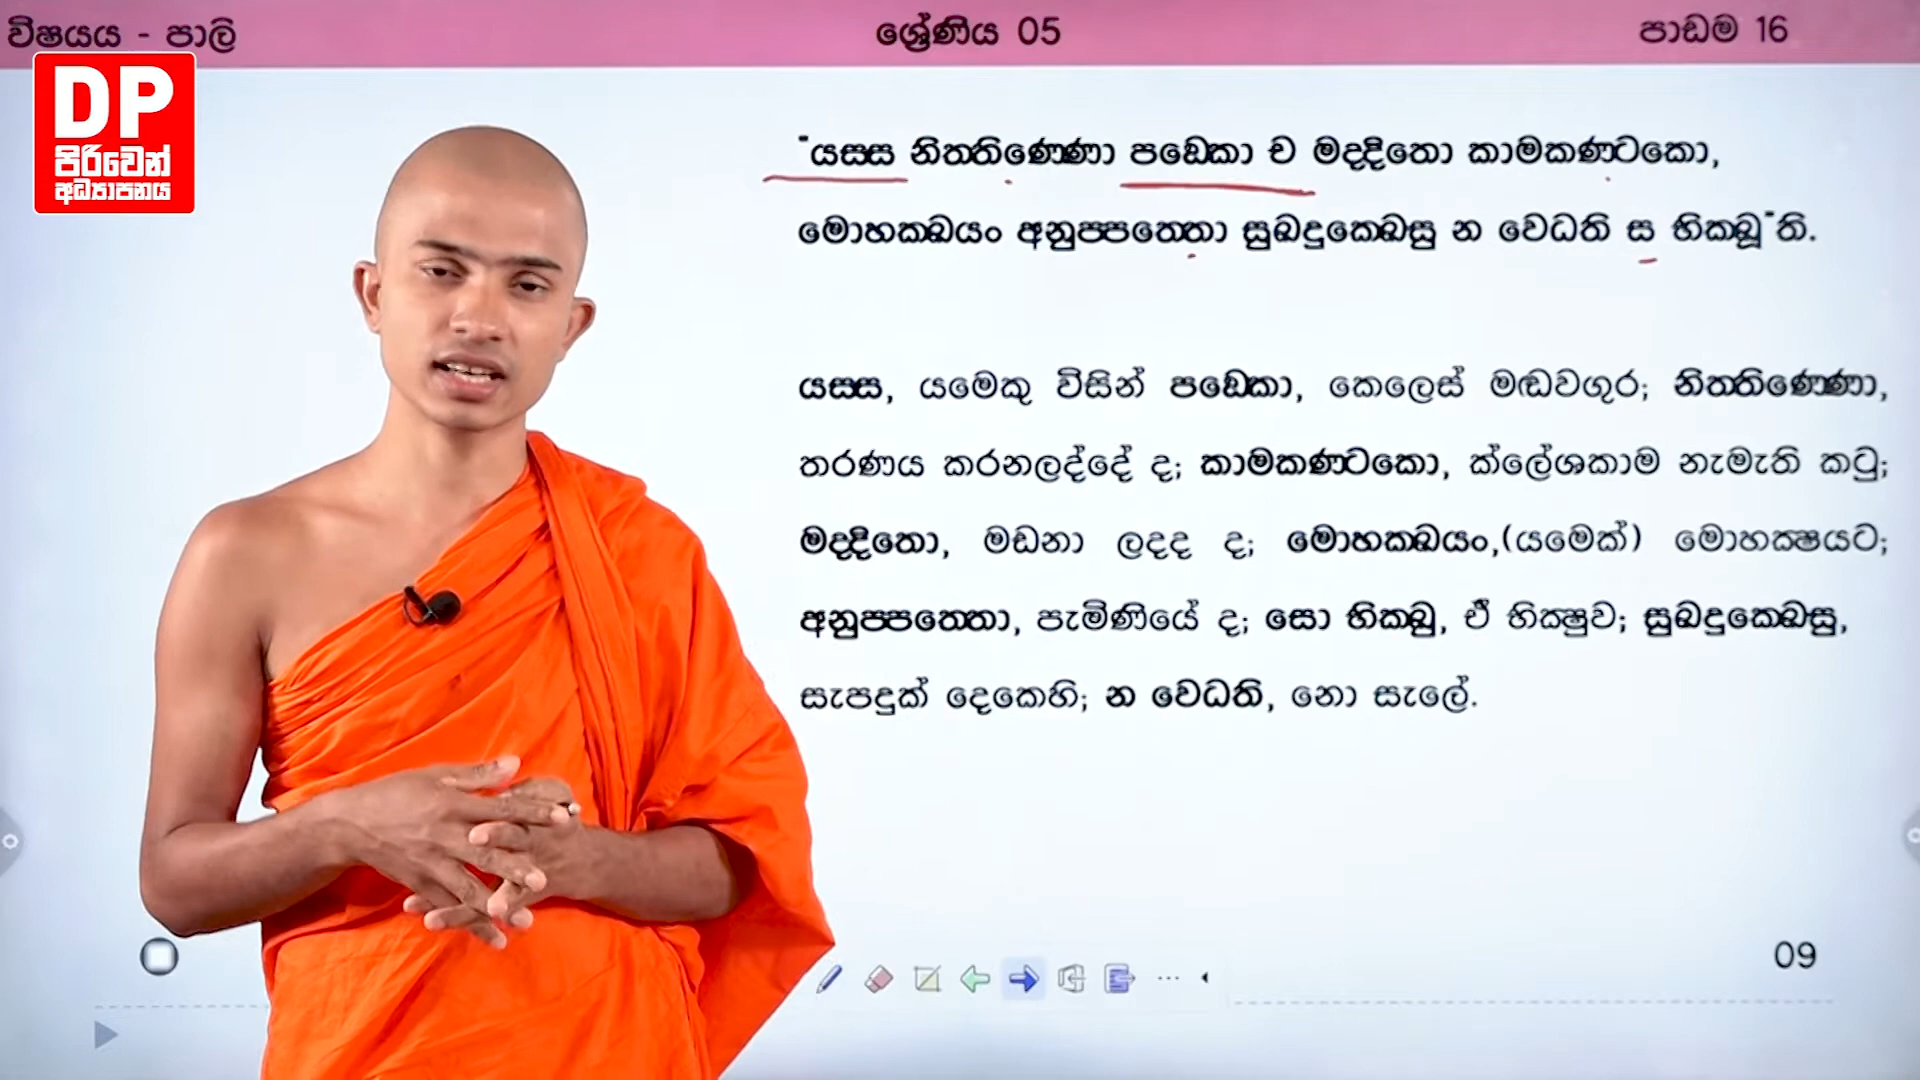 විෂයය - පාලි
ශ්‍රේණිය 05
පාඩම 16
DP
පිරිවෙන්
අධ්‍යාපනය
"යස්ස නිත්තිණ්ණො පඞ්කො ච මද්දිතො කාමකණ්ටකො,
මොහක්ඛයං අනුප්පත්තො සුඛදුක්ඛෙසු න වෙධති ස භික්ඛූ"ති.
යස්ස, යමෙකු විසින් පඞ්කො, කෙලෙස් මඬවගුර; නිත්තිණ්ණො,
තරණය කරනලද්දේ ද; කාමකණ්ටකො, ක්ලේශකාම නැමැති කටු;
මද්දිතො, මඩනා ලදද ද; මොහක්ඛයං,(යමෙක්) මොහක්‍ෂයට;
අනුප්පත්තො, පැමිණියේ ද; සො භික්ඛු, ඒ භික්‍ෂුව; සුඛදුක්ඛෙසු,
සැපදුක් දෙකෙහි; න වෙධති, නො සැලේ.
09